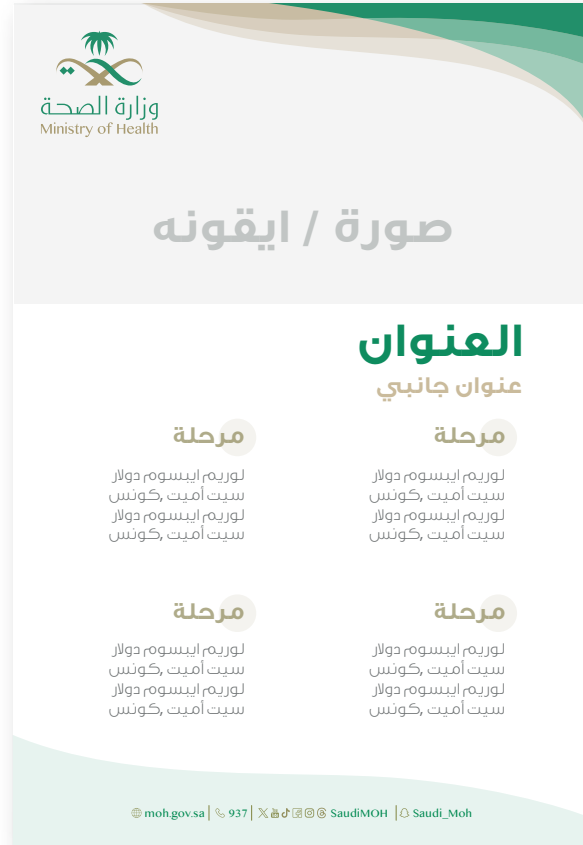 وزارة الصحة
Ministry of Health
صورة / ايقونه
العنوان
عنوان جانبي
مرحلة
لوريم ايبسوم دولار
سيت أميت ,كونس
لوريم ايبسوم دولار
سيت أميت ,كونس
مرحلة
لوريم ايبسوم دولار
سيت أميت ,كونس
لوريم ايبسوم دولار
سيت أميت ,كونس
مرحلة
لوريم ايبسوم دولار
سيت أميت ,كونس
لوريم ايبسوم دولار
سيت أميت ,كونس
مرحلة
لوريم ايبسوم دولار
سيت أميت ,كونس
لوريم ايبسوم دولار
سيت أميت ,كونس
moh.gov.sa | 937 | SaudiMOH | Saudi_Moh